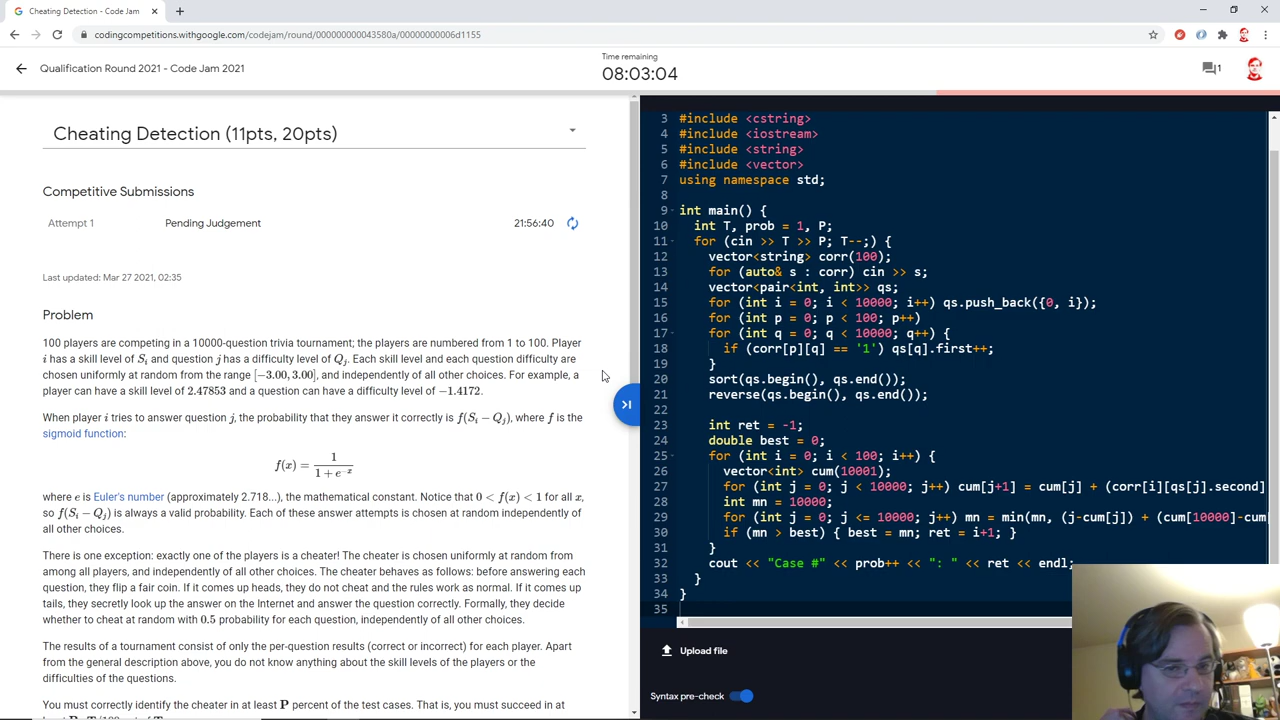 Cheating Detection - Code Jam
codingcompetitions.withgoogle.com/codejam/round/000000000043580a/00000000006d1155
Qualification Round 2021 - Code Jam 2021
Time remaining
08:03:04
1
Cheating Detection (11pts, 20pts)
Competitive Submissions
Attempt 1 Pending Judgement 21:56:40
Last updated: Mar 27 2021, 02:35
Problem
100 players are competing in a 10000-question trivia tournament; the players are numbered from 1 to 100. Player
i has a skill level of Si and question j has a difficulty level of Qj. Each skill level and each question difficulty are
chosen uniformly at random from the range [−3.00, 3.00], and independently of all other choices. For example, a
player can have a skill level of 2.47853 and a question can have a difficulty level of −1.4172.
When player i tries to answer question j, the probability that they answer it correctly is f(Si − Qj), where f is the
sigmoid function:
f(x) = 1 / 1 + e^−x
where e is Euler's number (approximately 2.718...), the mathematical constant. Notice that 0 < f(x) < 1 for all x,
so f(Si − Qj) is always a valid probability. Each of these answer attempts is chosen at random independently of
all other choices.
There is one exception: exactly one of the players is a cheater! The cheater is chosen uniformly at random from
among all players, and independently of all other choices. The cheater behaves as follows: before answering each
question, they flip a fair coin. If it comes up heads, they do not cheat and the rules work as normal. If it comes up
tails, they secretly look up the answer on the Internet and answer the question correctly. Formally, they decide
whether to cheat at random with 0.5 probability for each question, independently of all other choices.
The results of a tournament consist of only the per-question results (correct or incorrect) for each player. Apart
from the general description above, you do not know anything about the skill levels of the players or the
difficulties of the questions.
You must correctly identify the cheater in at least P percent of the test cases. That is, you must succeed in at
3 #include <cstring>
4 #include <iostream>
5 #include <string>
6 #include <vector>
7 using namespace std;
8
9 int main() {
10 int T, prob = 1, P;
11 for (cin >> T >> P; T--;) {
12 vector<string> corr(100);
13 for (auto& s : corr) cin >> s;
14 vector<pair<int, int>> qs;
15 for (int i = 0; i < 10000; i++) qs.push_back({0, i});
16 for (int p = 0; p < 100; p++)
17 for (int q = 0; q < 10000; q++) {
18 if (corr[p][q] == '1') qs[q].first++;
19 }
20 sort(qs.begin(), qs.end());
21 reverse(qs.begin(), qs.end());
22
23 int ret = -1;
24 double best = 0;
25 for (int i = 0; i < 100; i++) {
26 vector<int> cum(10001);
27 for (int j = 0; j < 10000; j++) cum[j+1] = cum[j] + (corr[i][qs[j].second]
28 int mn = 10000;
29 for (int j = 0; j <= 10000; j++) mn = min(mn, (j-cum[j]) + (cum[10000]-cum
30 if (mn > best) { best = mn; ret = i+1; }
31 }
32 cout << "Case #" << prob++ << ": " << ret << endl;
33 }
34 }
35
Upload file
Syntax pre-check